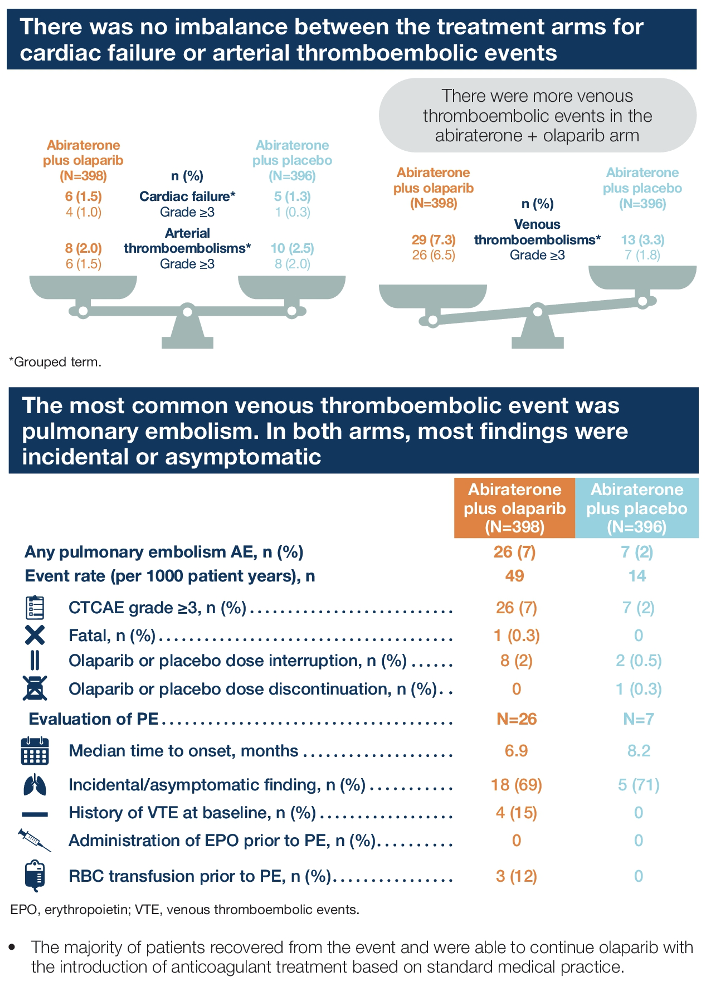 There was no imbalance between the treatment arms for
cardiac failure or arterial thromboembolic events
Abiraterone
plus olaparib
(N=398)
n (%)
Abiraterone
plus placebo
(N=396)
6 (1.5) Cardiac failure* 5 (1.3)
4 (1.0) Grade ≥3 1 (0.3)
Arterial
8 (2.0) thromboembolisms* 10 (2.5)
6 (1.5) Grade ≥3 8 (2.0)
There were more venous
thromboembolic events in the
abiraterone + olaparib arm
Abiraterone
plus olaparib
(N=398)
n (%)
Abiraterone
plus placebo
(N=396)
Venous
29 (7.3) thromboembolisms* 13 (3.3)
26 (6.5) Grade ≥3 7 (1.8)
*Grouped term.
The most common venous thromboembolic event was
pulmonary embolism. In both arms, most findings were
incidental or asymptomatic
Abiraterone
plus olaparib
(N=398)
Abiraterone
plus placebo
(N=396)
Any pulmonary embolism AE, n (%) 26 (7) 7 (2)
Event rate (per 1000 patient years), n 49 14
CTCAE grade ≥3, n (%) 26 (7) 7 (2)
Fatal, n (%) 1 (0.3) 0
Olaparib or placebo dose interruption, n (%) 8 (2) 2 (0.5)
Olaparib or placebo dose discontinuation, n (%) 0 1 (0.3)
Evaluation of PE N=26 N=7
Median time to onset, months 6.9 8.2
Incidental/asymptomatic finding, n (%) 18 (69) 5 (71)
History of VTE at baseline, n (%) 4 (15) 0
Administration of EPO prior to PE, n (%) 0 0
RBC transfusion prior to PE, n (%) 3 (12) 0
EPO, erythropoietin; VTE, venous thromboembolic events.
• The majority of patients recovered from the event and were able to continue olaparib with
the introduction of anticoagulant treatment based on standard medical practice.